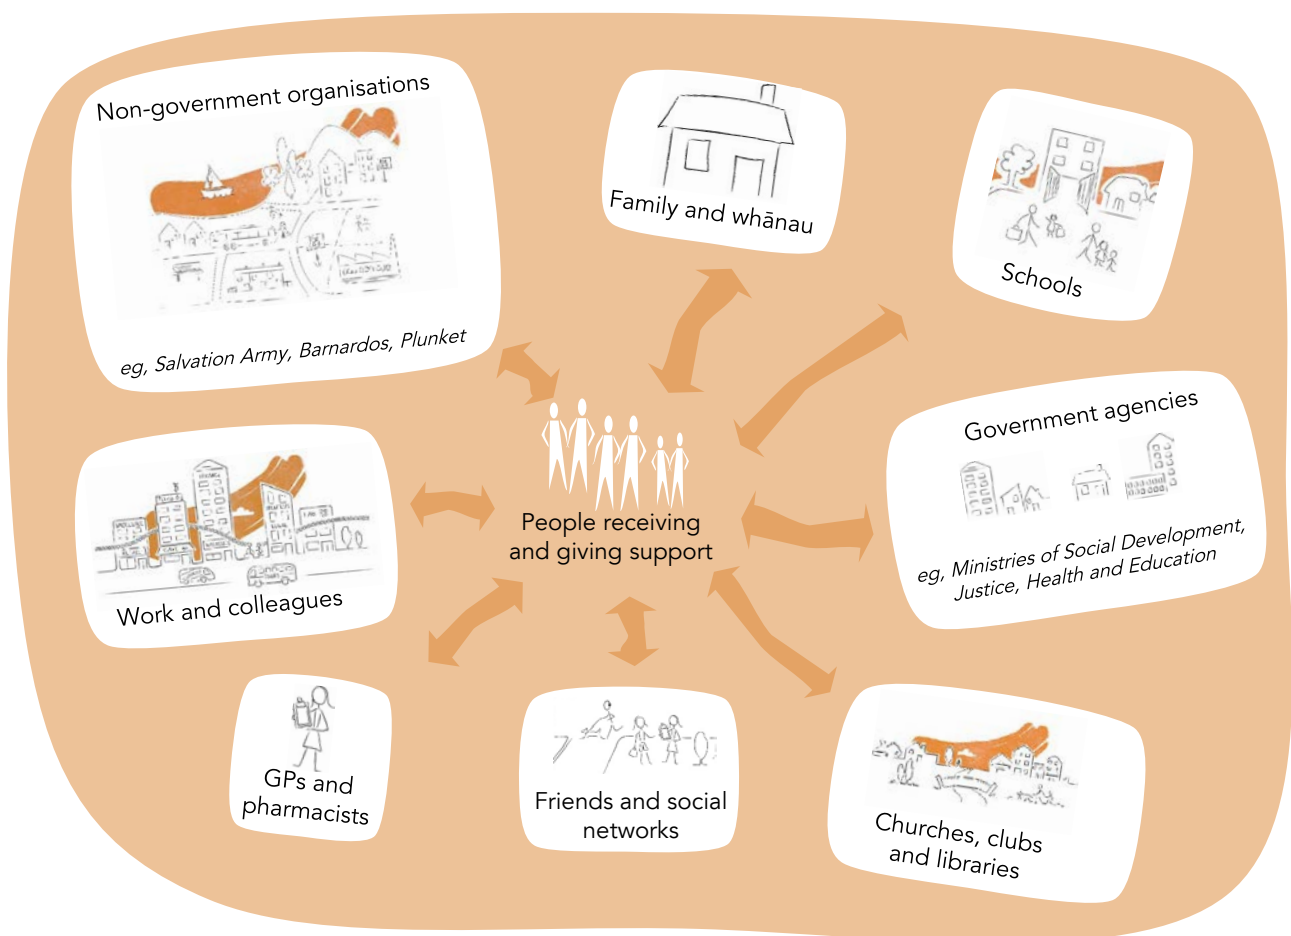 Non-government organisations
eg, Salvation Army, Barnardos, Plunket
Family and whānau
Schools
Government agencies
eg, Ministries of Social Development,
Justice, Health and Education
People receiving
and giving support
Work and colleagues
GPs and
pharmacists
Friends and social
networks
Churches, clubs
and libraries